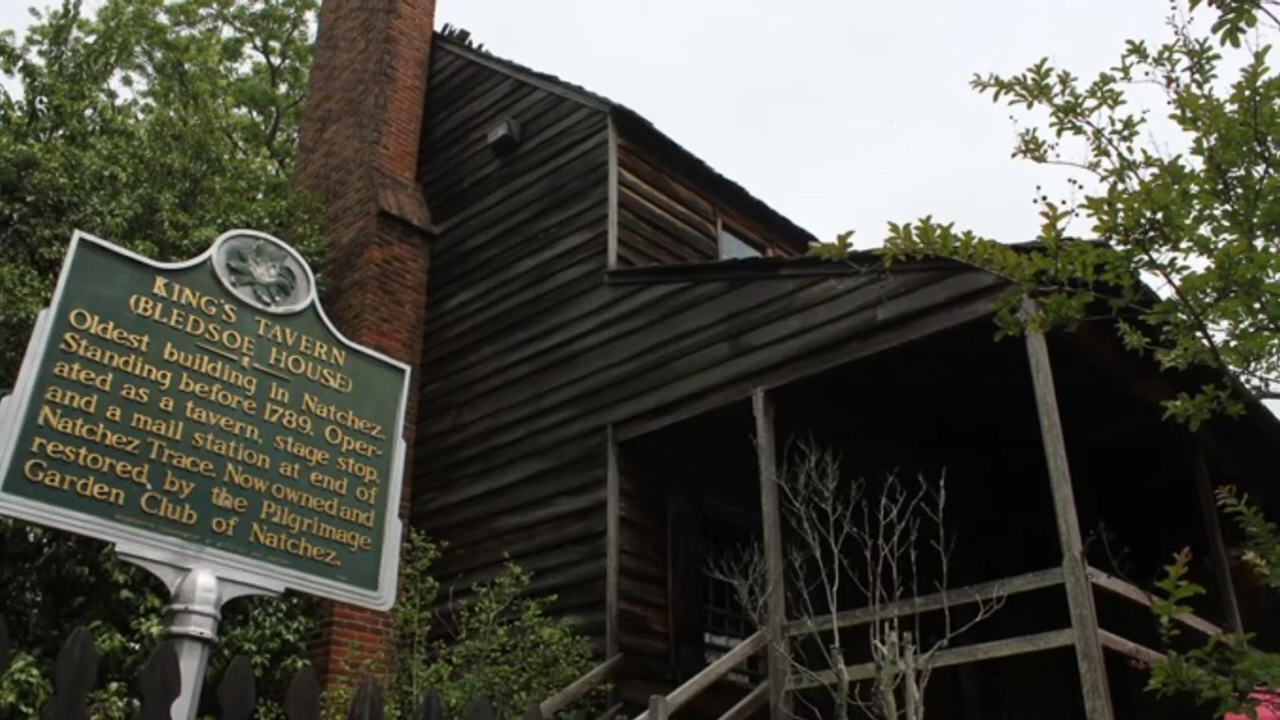 KING'S TAVERN
(BLEDSOE HOUSE)
Oldest building in Natchez.
Standing before 1789. Oper-
ated as a tavern, stage stop,
and a mail station at end of
Natchez Trace. Now owned and
restored by the Pilgrimage
Garden Club of Natchez.